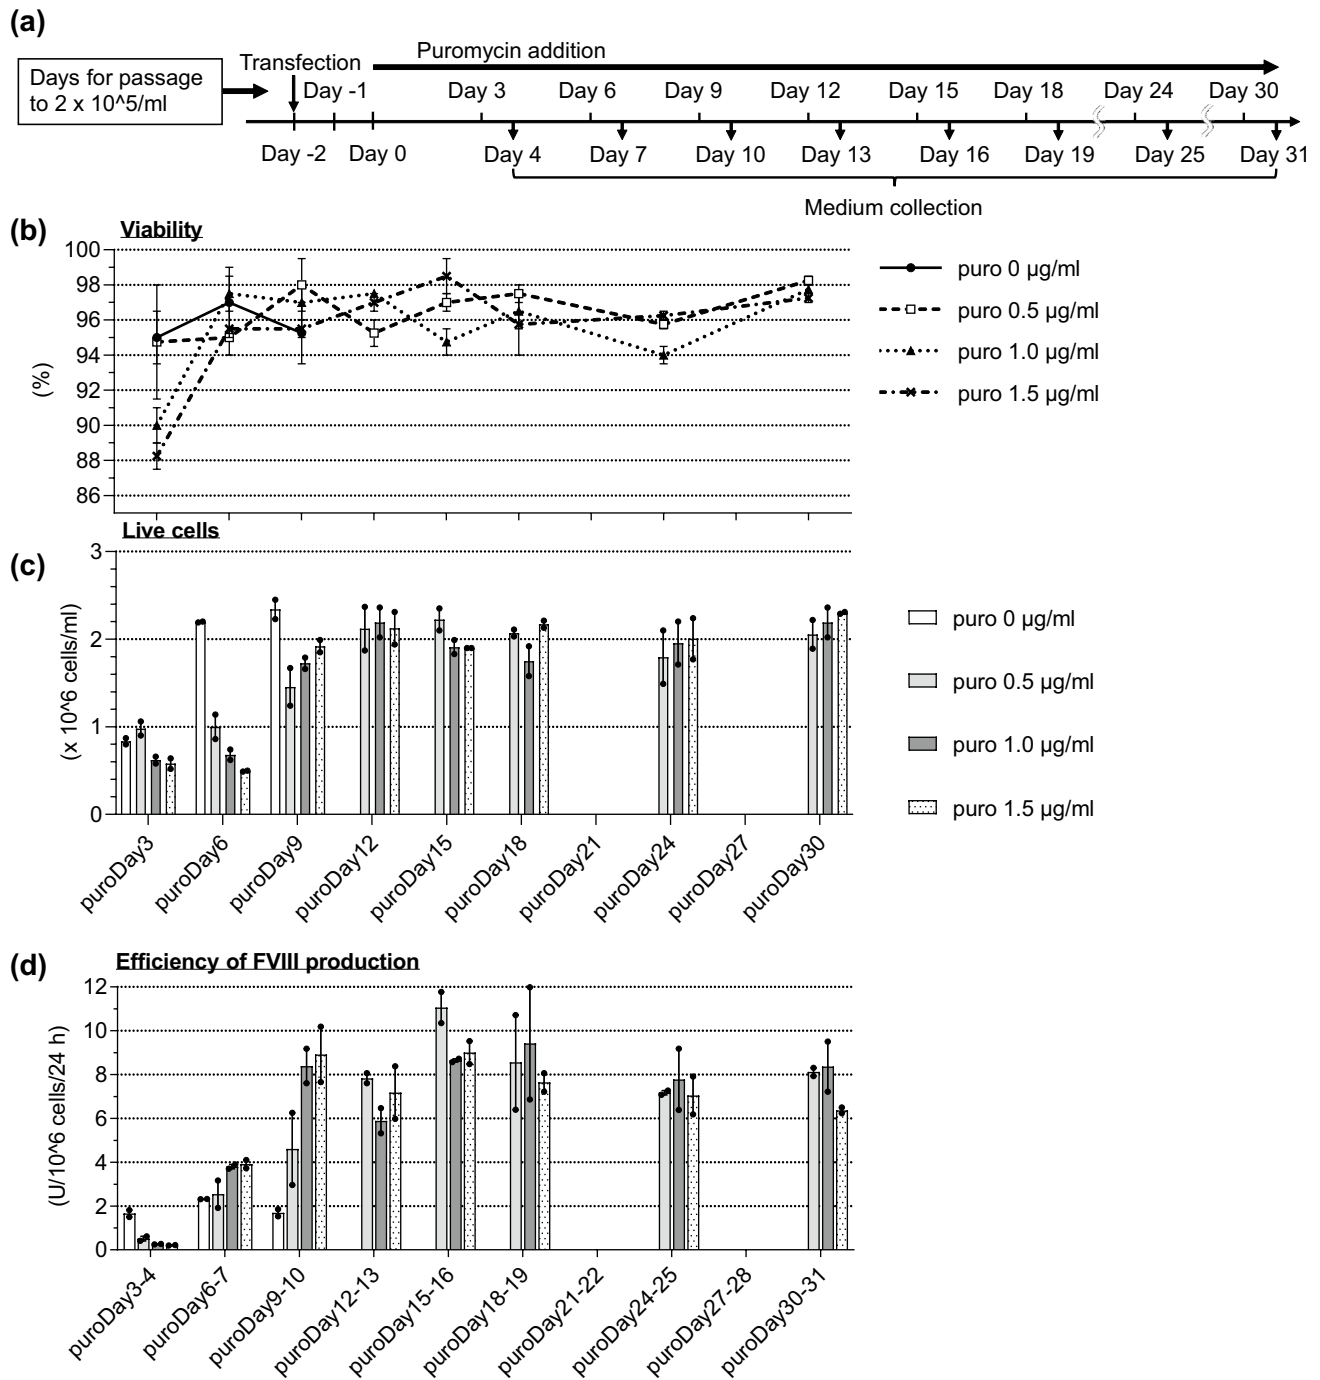 (a)
Puromycin addition
Transfection
Days for passage
to 2 x 10^5/ml
Day -1 Day 3 Day 6 Day 9 Day 12 Day 15 Day 18 Day 24 Day 30
Day -2 Day 0 Day 4 Day 7 Day 10 Day 13 Day 16 Day 19 Day 25 Day 31
Medium collection
(b)
Viability
100
98
96
94
92
90
88
86
(%)
puro 0 µg/ml
puro 0.5 µg/ml
puro 1.0 µg/ml
puro 1.5 µg/ml
Live cells
(c)
3
2
1
0
(x 10^6 cells/ml)
puro 0 µg/ml
puro 0.5 µg/ml
puro 1.0 µg/ml
puro 1.5 µg/ml
puroDay3
puroDay6
puroDay9
puroDay12
puroDay15
puroDay18
puroDay21
puroDay24
puroDay27
puroDay30
(d)
Efficiency of FVIII production
12
10
8
6
4
2
0
(U/10^6 cells/24 h)
puroDay3-4
puroDay6-7
puroDay9-10
puroDay12-13
puroDay15-16
puroDay18-19
puroDay21-22
puroDay24-25
puroDay27-28
puroDay30-31